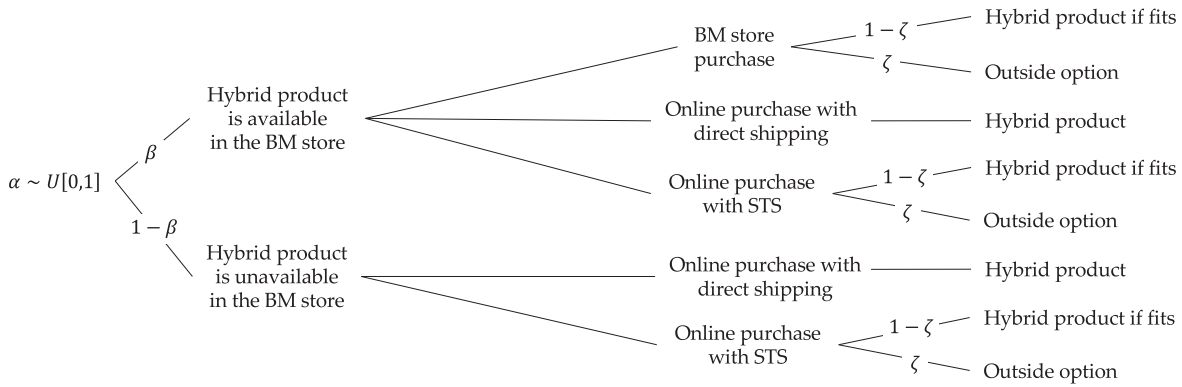 α ~ U[0,1]
β
1 − β
Hybrid product
is available
in the BM store
Hybrid product
is unavailable
in the BM store
BM store
purchase
1 − ζ
Hybrid product if fits
ζ
Outside option
Online purchase with
direct shipping
Hybrid product
Online purchase
with STS
1 − ζ
Hybrid product if fits
ζ
Outside option
Online purchase with
direct shipping
Hybrid product
Online purchase
with STS
1 − ζ
Hybrid product if fits
ζ
Outside option